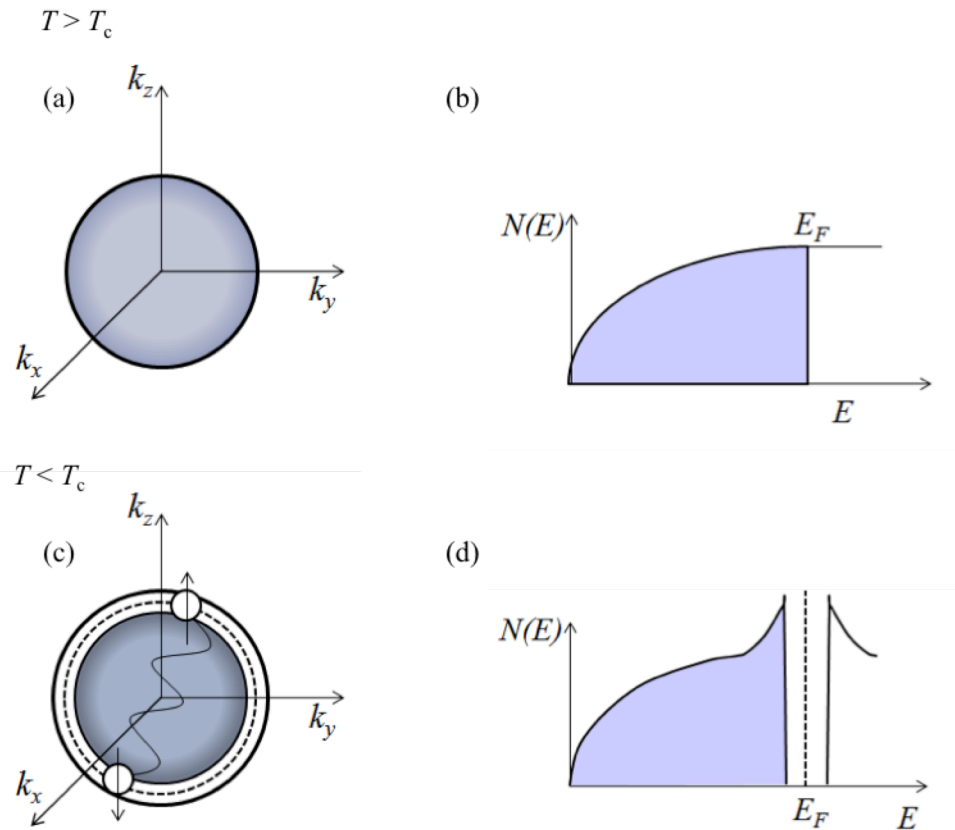 T > Tc
(a)
kz
ky
kx
(b)
N(E)
EF
E
T < Tc
(c)
kz
ky
kx
(d)
N(E)
EF
E